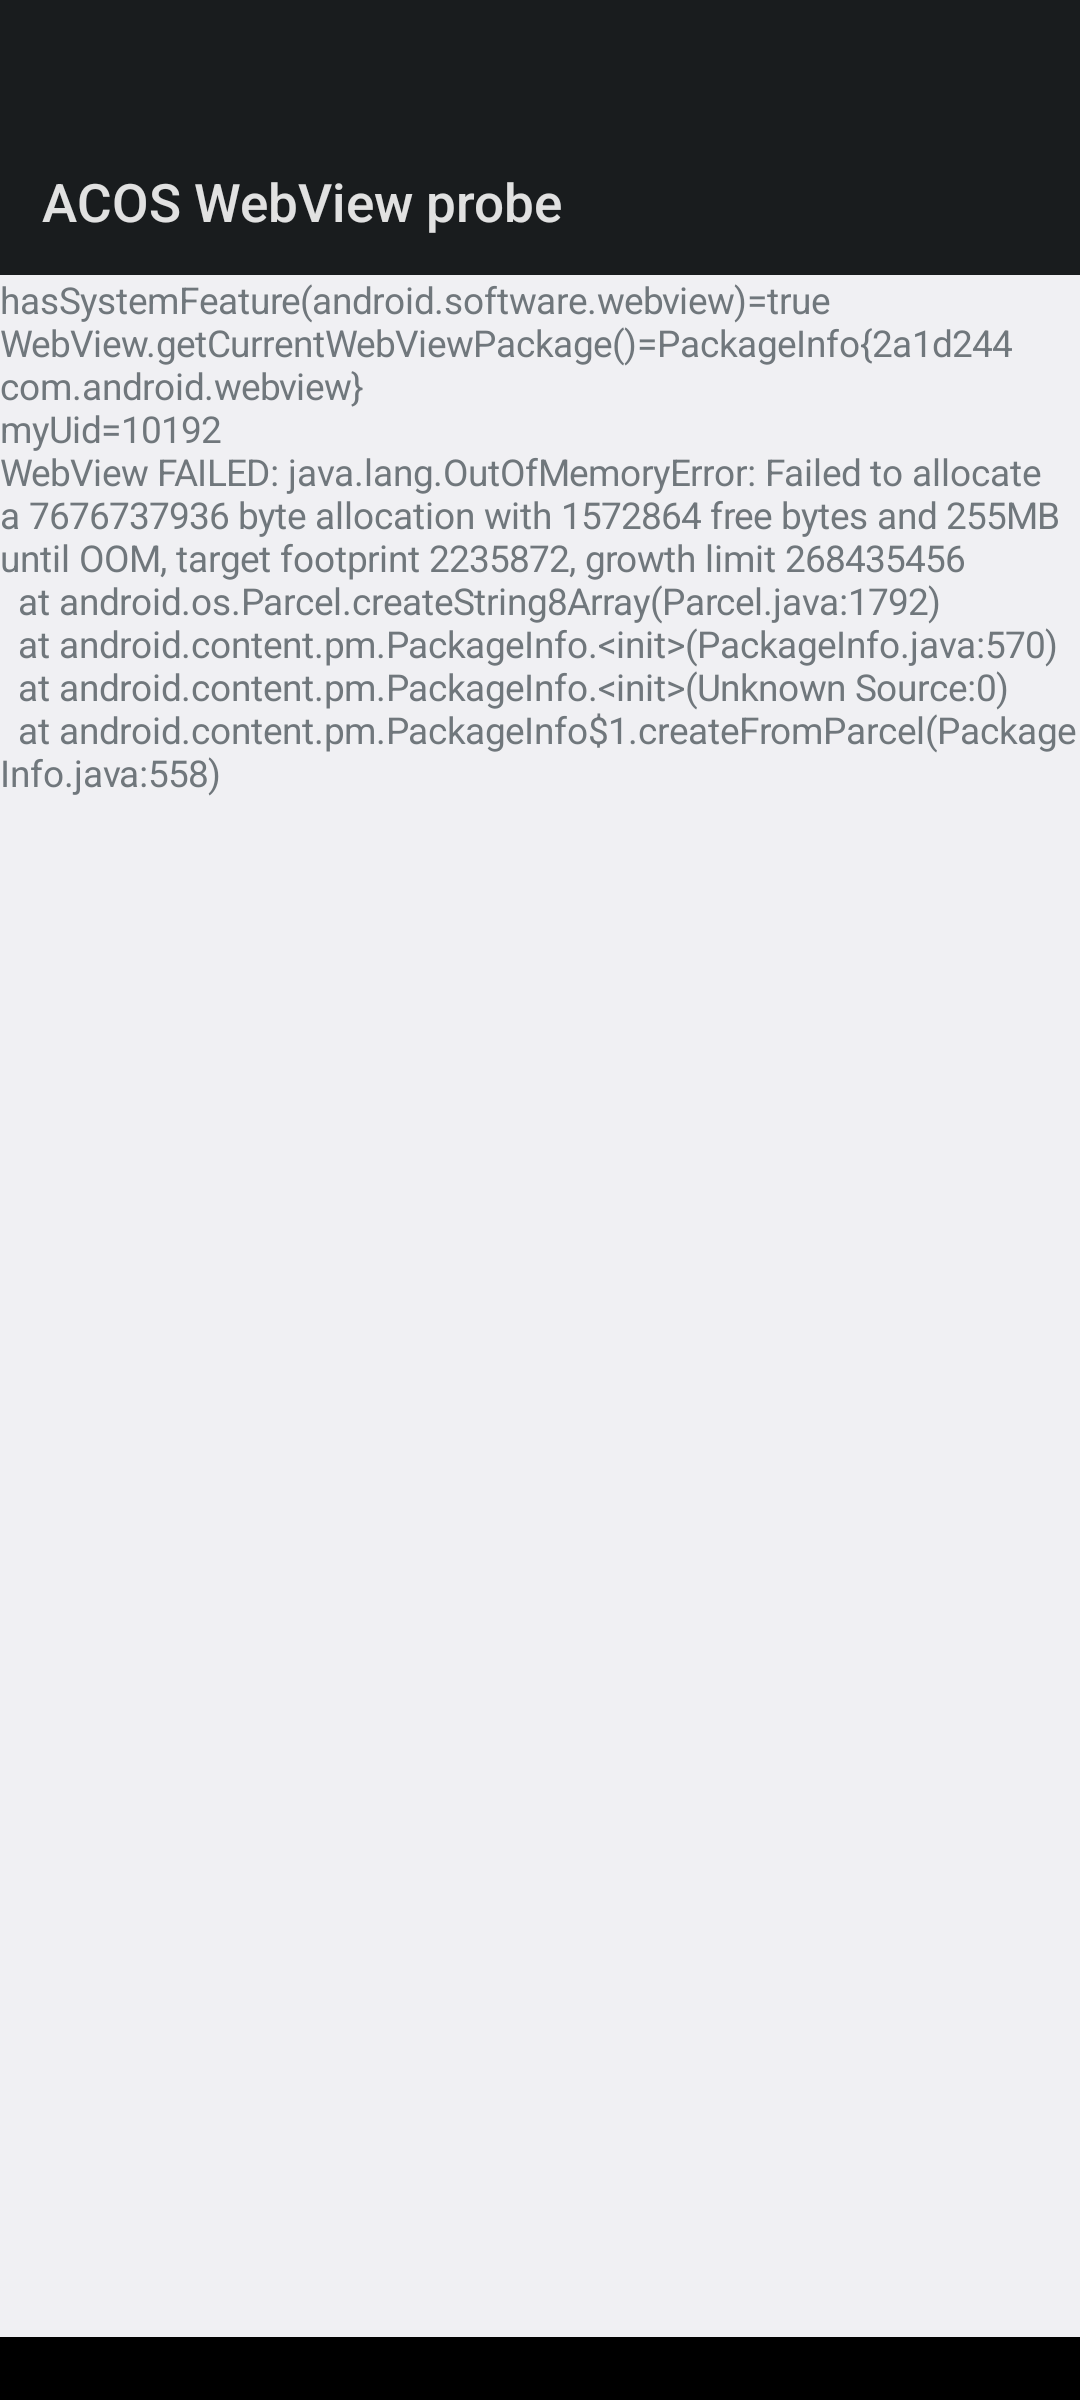 ACOS WebView probe
hasSystemFeature(android.software.webview)=true
WebView.getCurrentWebViewPackage()=PackageInfo{2a1d244
com.android.webview}
myUid=10192
WebView FAILED: java.lang.OutOfMemoryError: Failed to allocate
a 7676737936 byte allocation with 1572864 free bytes and 255MB
until OOM, target footprint 2235872, growth limit 268435456
  at android.os.Parcel.createString8Array(Parcel.java:1792)
  at android.content.pm.PackageInfo.<init>(PackageInfo.java:570)
  at android.content.pm.PackageInfo.<init>(Unknown Source:0)
  at android.content.pm.PackageInfo$1.createFromParcel(Package
Info.java:558)